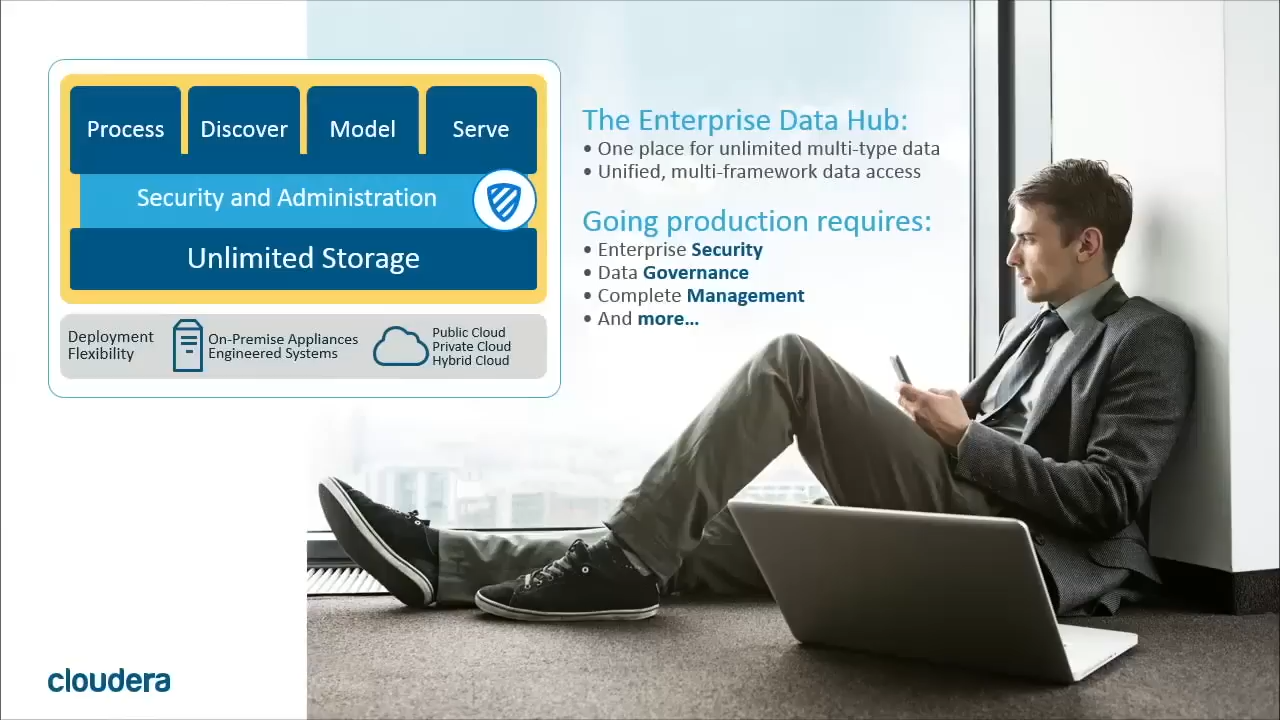 Process
Discover
Model
Serve
Security and Administration
Unlimited Storage
Deployment
Flexibility
On-Premise Appliances
Engineered Systems
Public Cloud
Private Cloud
Hybrid Cloud
The Enterprise Data Hub:
• One place for unlimited multi-type data
• Unified, multi-framework data access
Going production requires:
• Enterprise Security
• Data Governance
• Complete Management
• And more...
cloudera